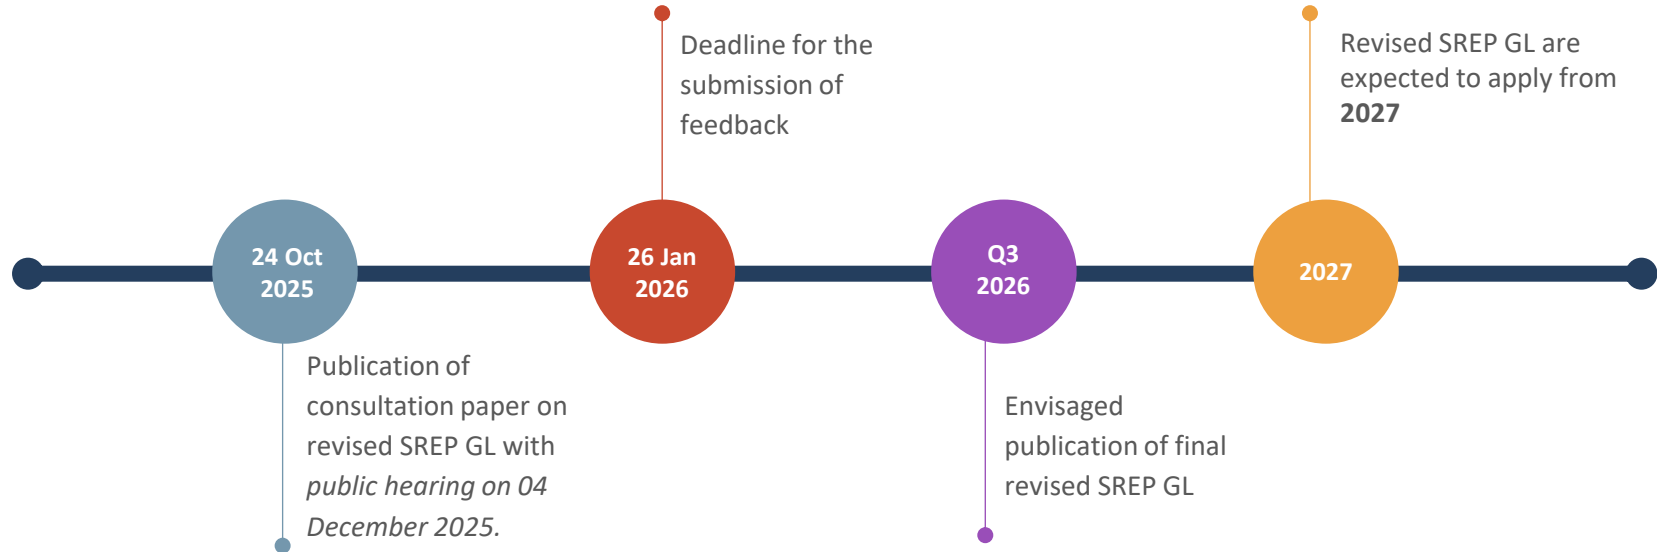 24 Oct
2025
Publication of
consultation paper on
revised SREP GL with
public hearing on 04
December 2025.
26 Jan
2026
Deadline for the
submission of
feedback
Q3
2026
Envisaged
publication of final
revised SREP GL
2027
Revised SREP GL are
expected to apply from
2027